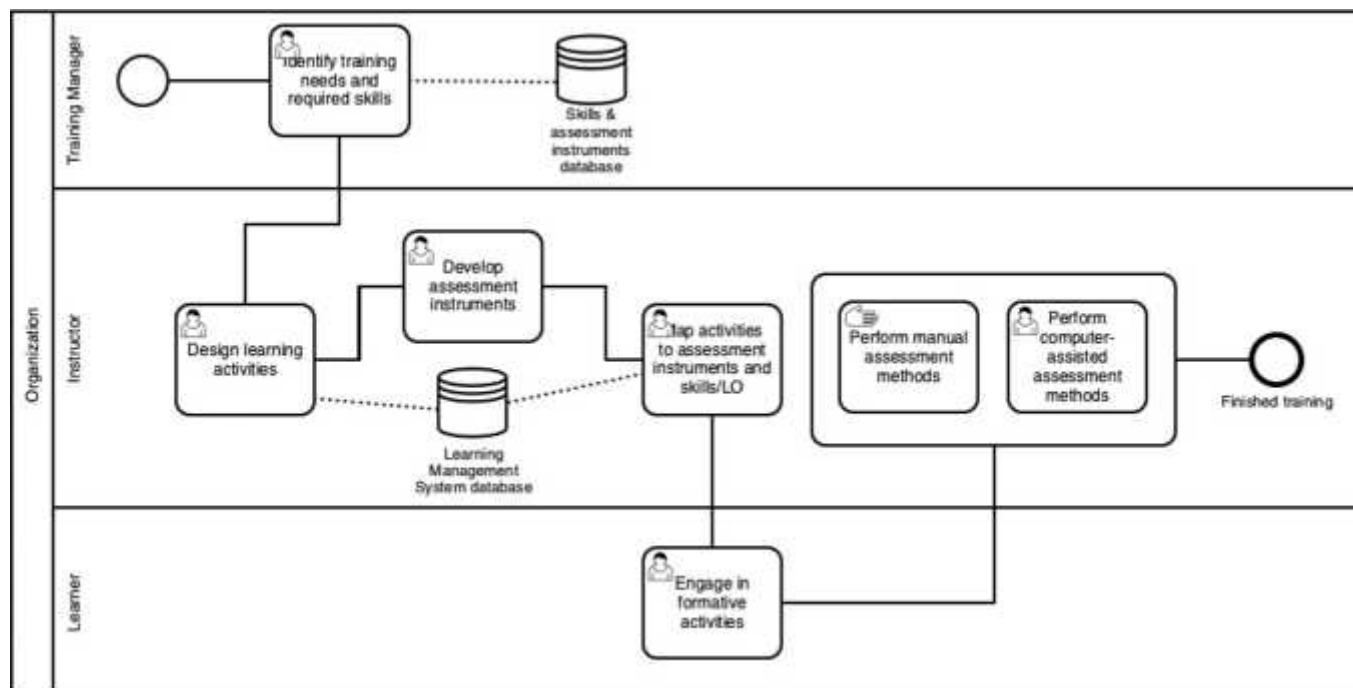 Organization
Training Manager
Identify training
needs and
required skills
Skills &
assessment
instruments
database
Instructor
Design learning
activities
Develop
assessment
instruments
Learning
Management
System database
Map activities
to assessment
instruments and
skills/LO
Perform manual
assessment
methods
Perform
computer-
assisted
assessment
methods
Finished training
Learner
Engage in
formative
activities